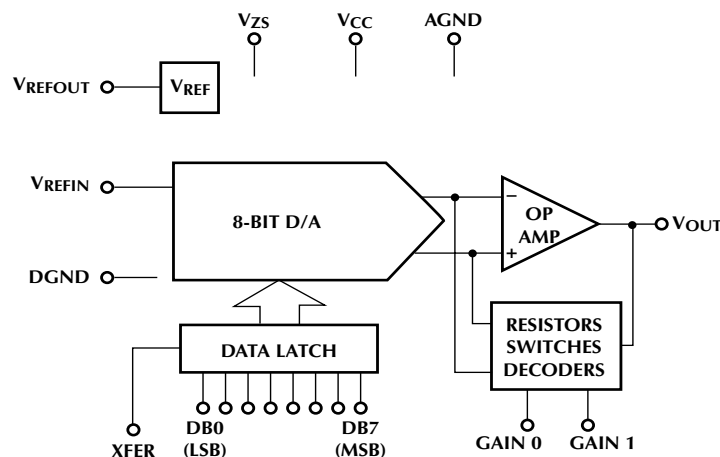 VZS VCC AGND
VREFOUT VREF
VREFIN 8-BIT D/A − OP AMP + VOUT
DGND
DATA LATCH
RESISTORS
SWITCHES
DECODERS
XFER
DB0
(LSB)
DB7
(MSB)
GAIN 0 GAIN 1